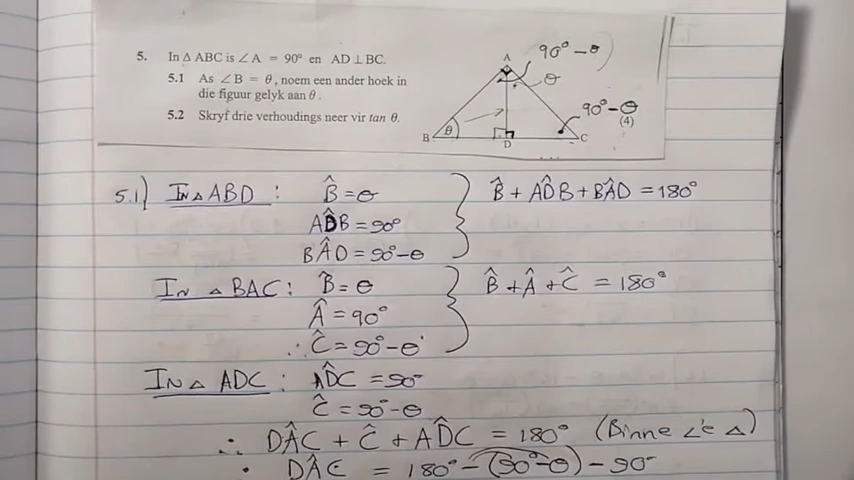 5. In △ ABC is ∠A = 90° en AD ⊥ BC.
5.1 As ∠B = θ, noem een ander hoek in
die figuur gelyk aan θ.
5.2 Skryf drie verhoudings neer vir tan θ.
(4)
A
90° - θ
θ
90° - θ
B
θ
D
C
5.1) In △ ABD : B̂ = θ
B̂ + AD̂B + BÂD = 180°
AD̂B = 90°
BÂD = 90° - θ
In △ BAC : B̂ = θ
B̂ + Â + Ĉ = 180°
Â = 90°
∴ Ĉ = 90° - θ
In △ ADC : AD̂C = 90°
Ĉ = 90° - θ
∴ DÂC + Ĉ + AD̂C = 180° (Binne ∠'e △)
DÂC = 180° - (90° - θ) - 90°